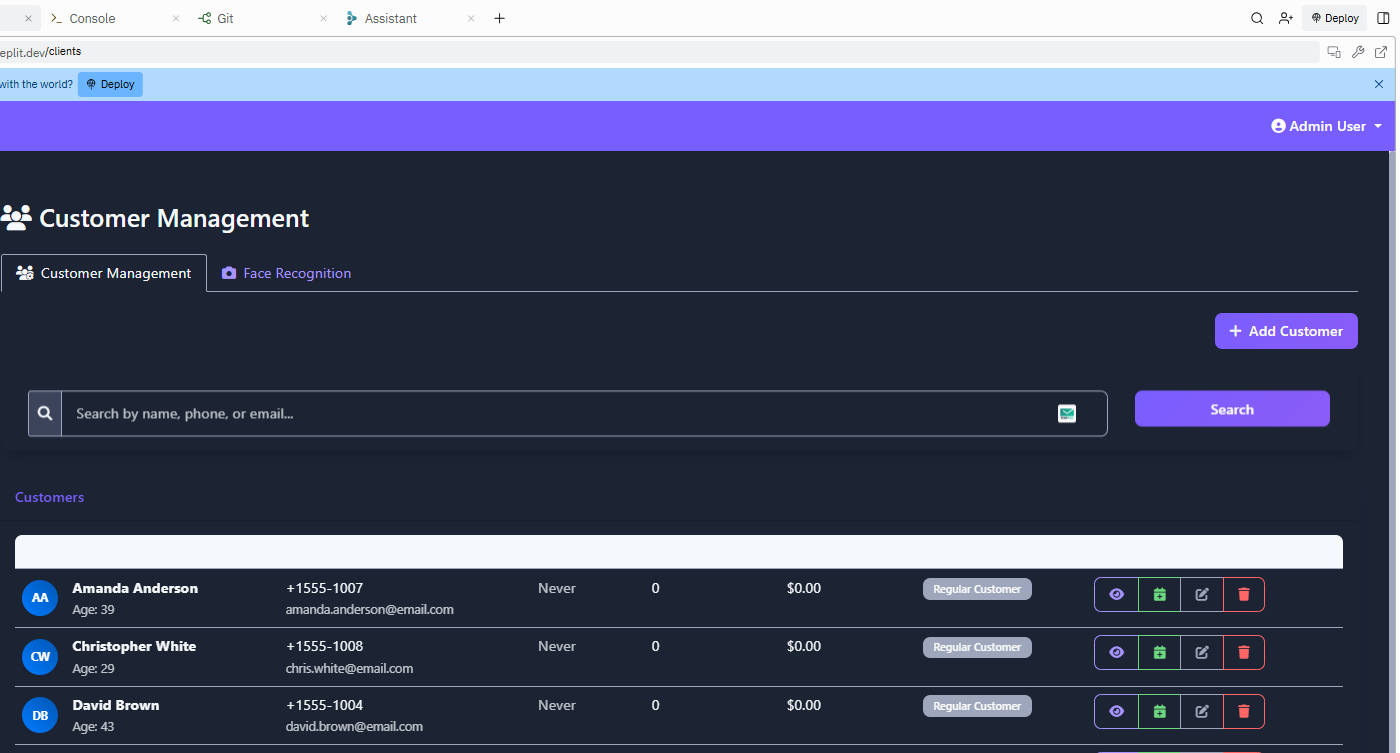 Console
Git
Assistant
Deploy
eplit.dev/clients
with the world?
Deploy
Admin User
Customer Management
Customer Management
Face Recognition
Add Customer
Search by name, phone, or email...
Search
Customers
AA
Amanda Anderson
Age: 39
+1555-1007
amanda.anderson@email.com
Never
0
$0.00
Regular Customer
CW
Christopher White
Age: 29
+1555-1008
chris.white@email.com
Never
0
$0.00
Regular Customer
DB
David Brown
Age: 43
+1555-1004
david.brown@email.com
Never
0
$0.00
Regular Customer